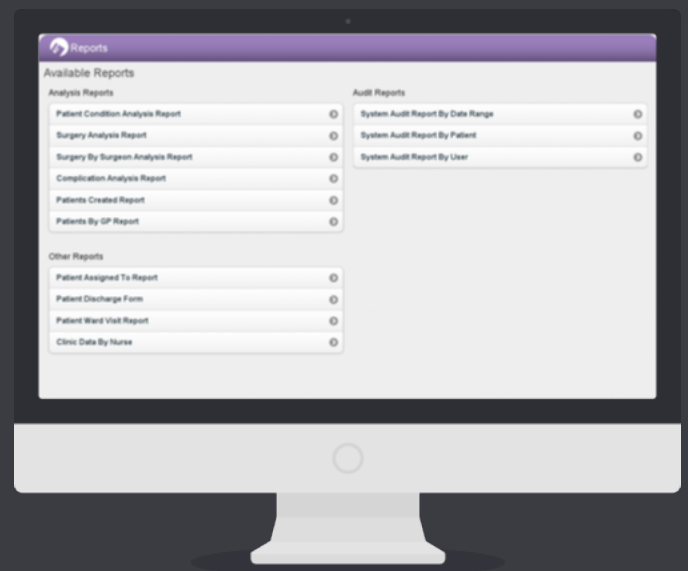 Reports
Available Reports
Analysis Reports
Patient Condition Analysis Report
Surgery Analysis Report
Surgery By Surgeon Analysis Report
Complication Analysis Report
Patients Created Report
Patients By GP Report
Other Reports
Patient Assigned To Report
Patient Discharge Form
Patient Ward Visit Report
Clinic Data By Nurse
Audit Reports
System Audit Report By Date Range
System Audit Report By Patient
System Audit Report By User